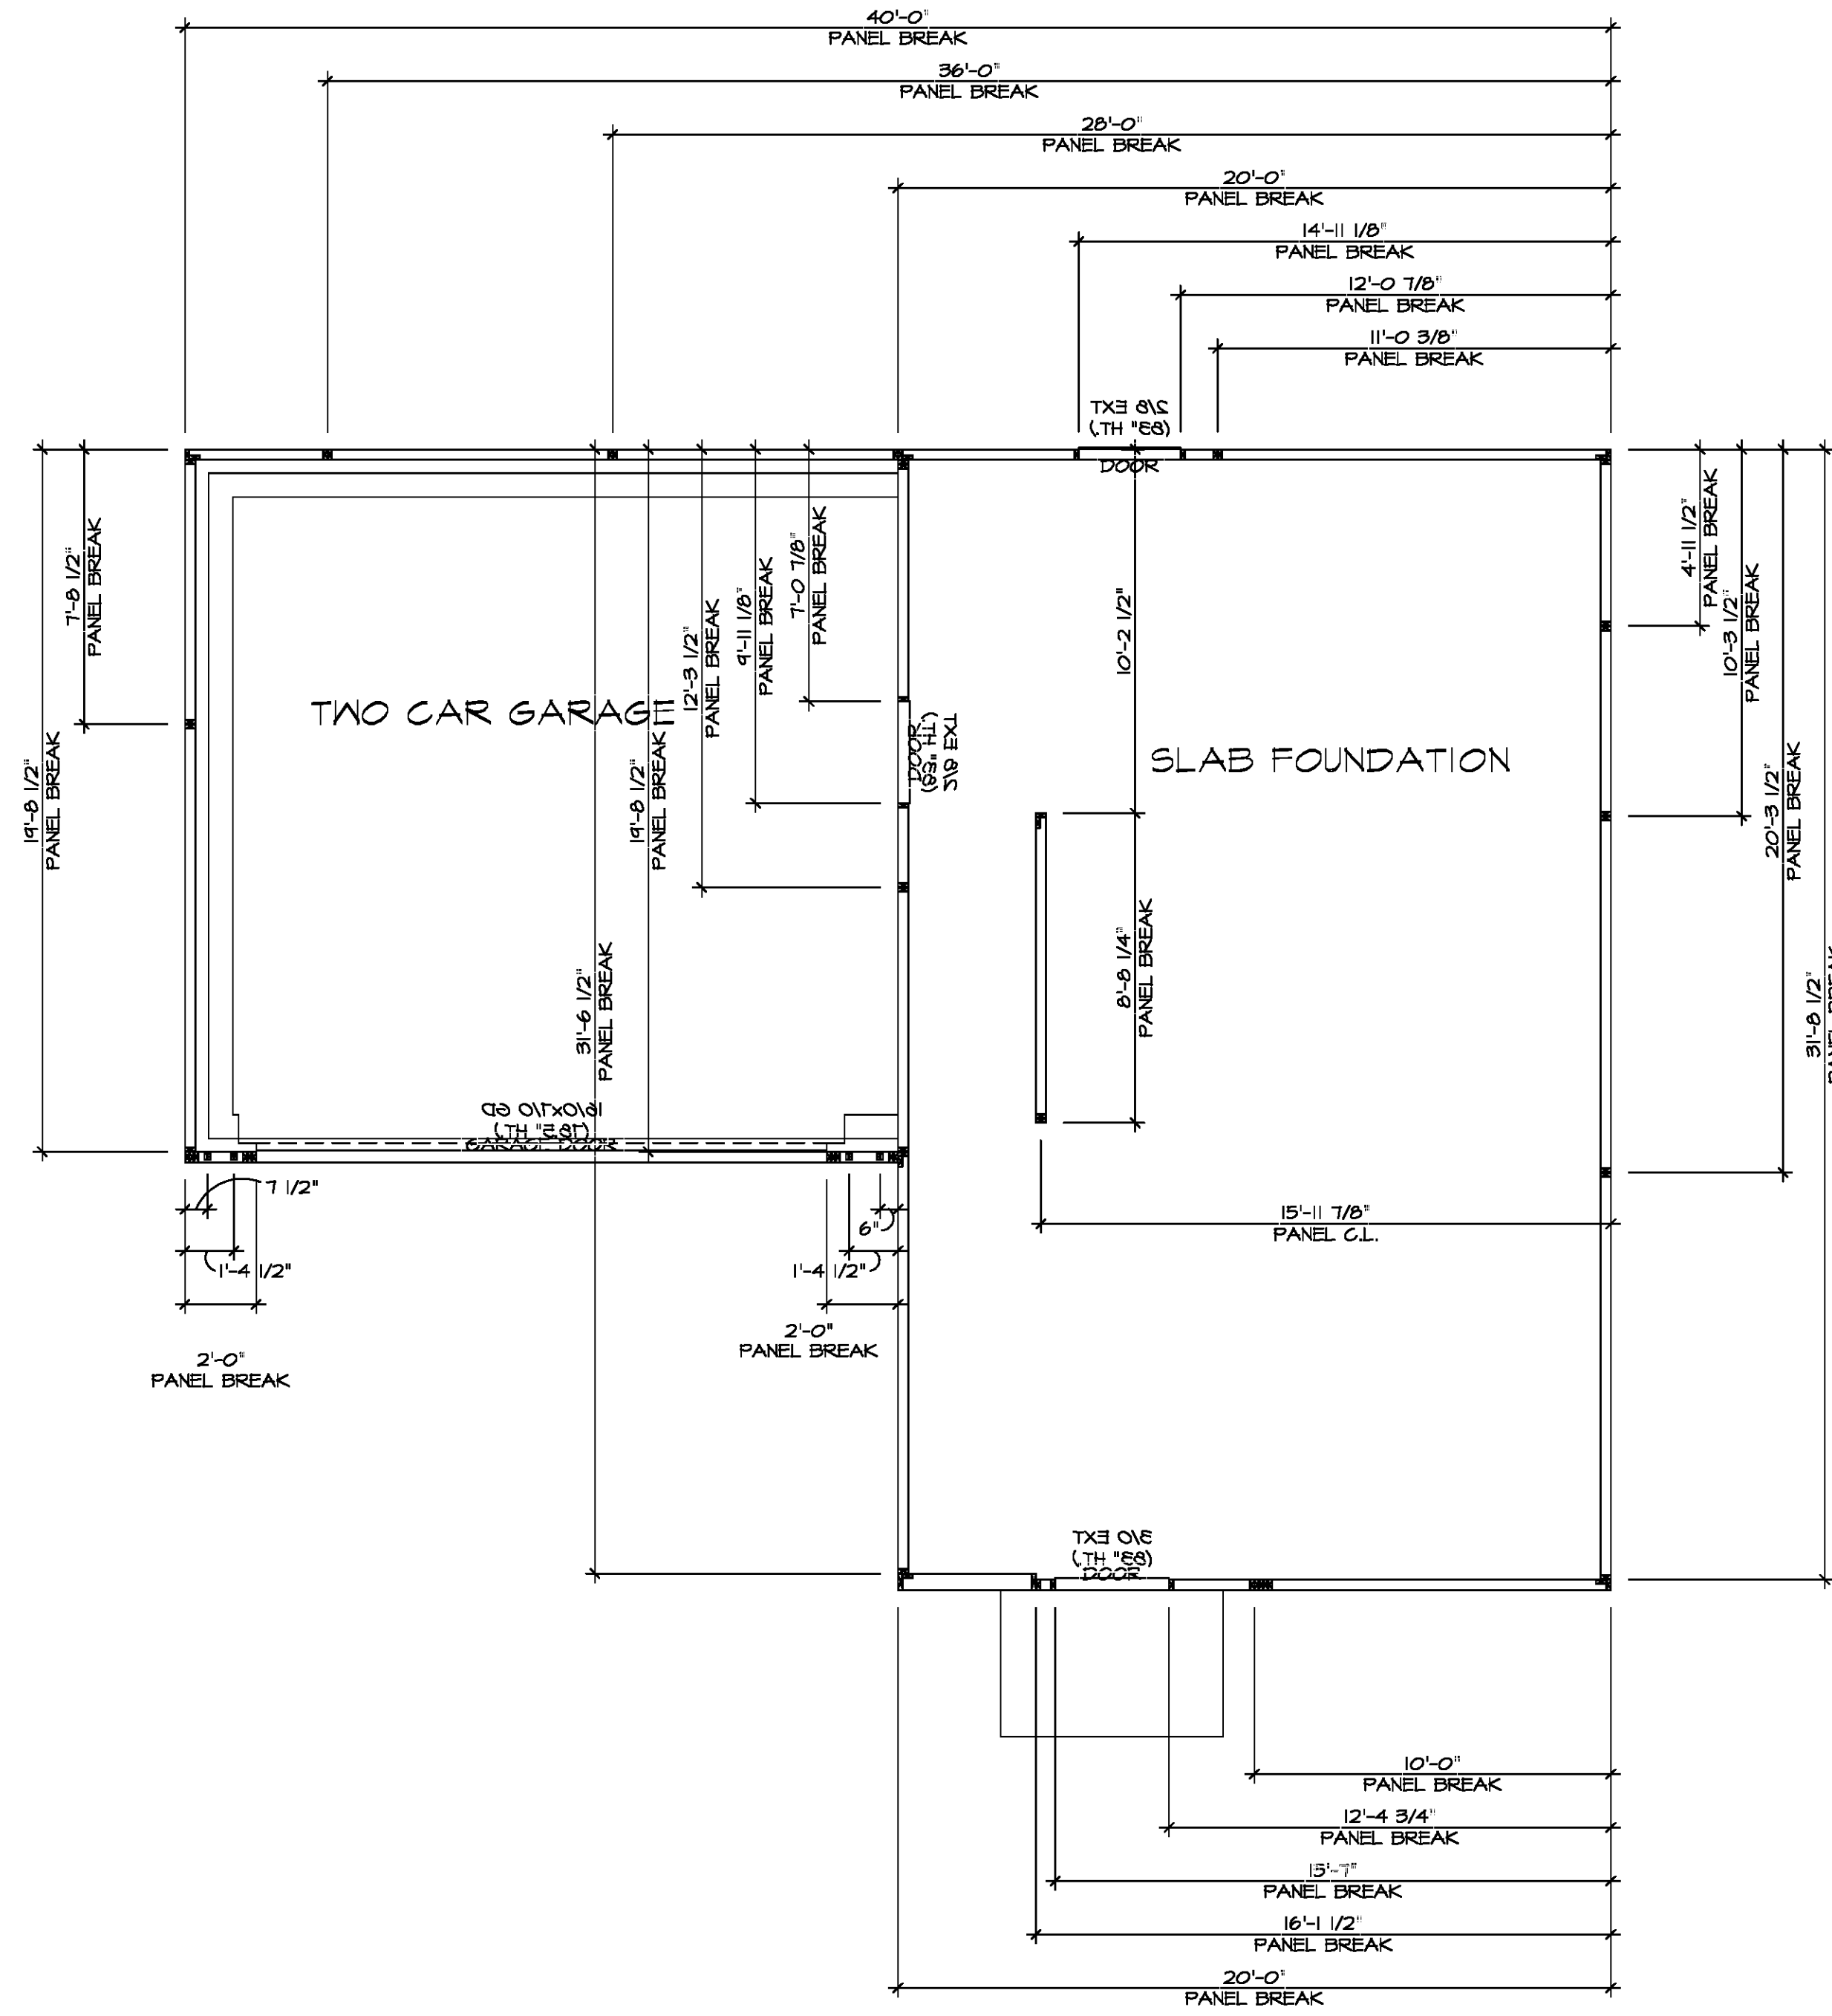 40'-0"
PANEL BREAK
36'-0"
PANEL BREAK
28'-0"
PANEL BREAK
20'-0"
PANEL BREAK
14'-11 1/8"
PANEL BREAK
12'-0 7/8"
PANEL BREAK
11'-0 3/8"
PANEL BREAK
2\8 EXT
(83" HT.)
DOOR
19'-8 1/2"
PANEL BREAK
7'-8 1/2"
PANEL BREAK
TWO CAR GARAGE
31'-6 1/2"
PANEL BREAK
19'-8 1/2"
PANEL BREAK
12'-3 1/2"
PANEL BREAK
9'-11 1/8"
PANEL BREAK
7'-0 7/8"
PANEL BREAK
DOOR
(83" HT.)
2\8 EXT
10'-2 1/2"
8'-8 1/4"
PANEL BREAK
SLAB FOUNDATION
4'-11 1/2"
PANEL BREAK
10'-3 1/2"
PANEL BREAK
20'-3 1/2"
PANEL BREAK
31'-8 1/2"
PANEL BREAK
16\0x7\0 GD
GARAGE DOOR
7 1/2"
1'-4 1/2"
2'-0"
PANEL BREAK
6"
1'-4 1/2"
2'-0"
PANEL BREAK
15'-11 7/8"
PANEL C.L.
3\0 EXT
(83" HT.)
DOOR
10'-0"
PANEL BREAK
12'-4 3/4"
PANEL BREAK
15'-7"
PANEL BREAK
16'-1 1/2"
PANEL BREAK
20'-0"
PANEL BREAK